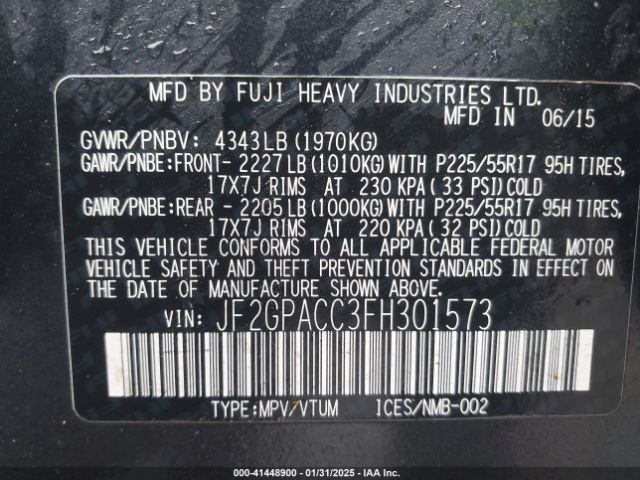 MFD BY FUJI HEAVY INDUSTRIES LTD.
MFD IN 06/15
GVWR/PNBV: 4343LB(1970KG)
GAWR/PNBE:FRONT- 2227LB(1010KG)WITH P225/55R17 95H TIRES,
17X7J RIMS AT 230 KPA(33 PSI)COLD
GAWR/PNBE:REAR - 2205LB(1000KG)WITH P225/55R17 95H TIRES,
17X7J RIMS AT 220 KPA(32 PSI)COLD
THIS VEHICLE CONFORMS TO ALL APPLICABLE FEDERAL MOTOR
VEHICLE SAFETY AND THEFT PREVENTION STANDARDS IN EFFECT ON
THE DATE OF MANUFACTURE SHOWN ABOVE.
VIN: JF2GPACC3FH301573
TYPE:MPV/VTUM ICES/NMB-002
000-41448900 - 01/31/2025 - IAA Inc.